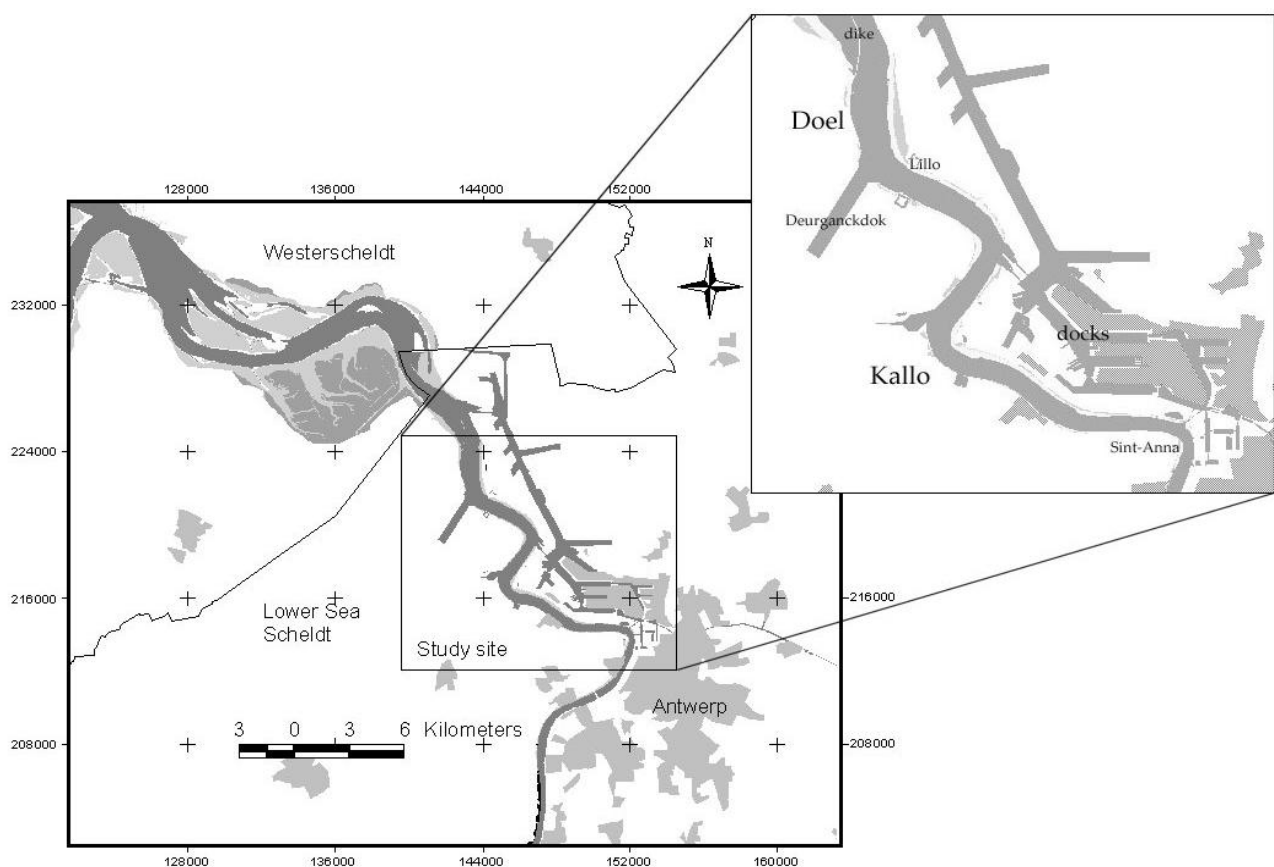 dike
Doel
Lillo
Deurganckdok
docks
Kallo
Sint-Anna
128000 136000 144000 152000
Westerscheldt
N
232000
224000
216000 216000
Lower Sea
Scheldt
Study site
Antwerp
3 0 3 6 Kilometers
208000 208000
128000 136000 144000 152000 160000